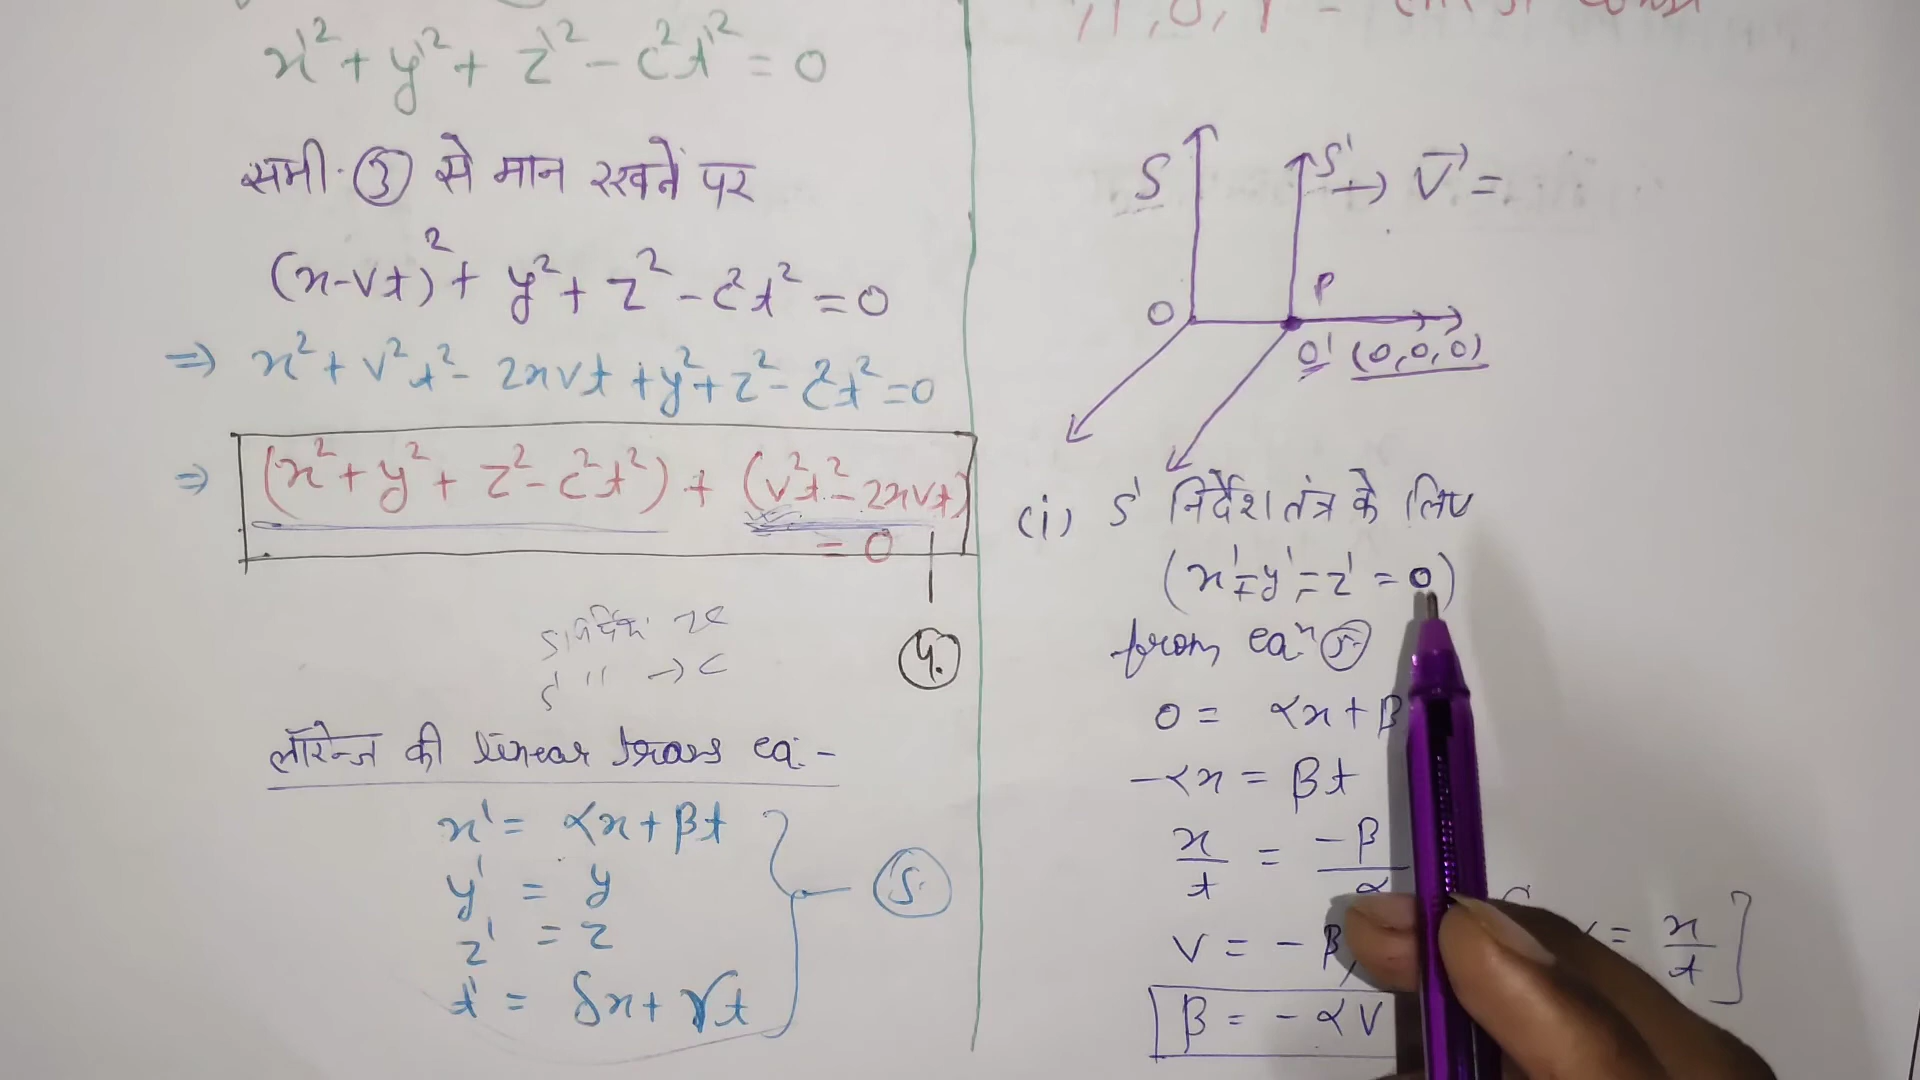 x'² + y'² + z'² - c²t'² = 0
समी. ③ से मान रखनें पर
(x-vt)² + y² + z² - c²t² = 0
⇒ x² + v²t² - 2xvt + y² + z² - c²t² = 0
⇒ (x² + y² + z² - c²t²) + (v²t² - 2xvt)
= 0
④.
S'
लॉरेन्ज की linear trans eq: -
x' = αx + βt
y' = y
z' = z
t' = δx + γt
⑤.
S S' → V⃗ =
O P
O' (0,0,0)
(i) S' निर्देश तंत्र के लिए
(x' = y' = z' = 0)
from eqⁿ ⑤
0 = αx + β
-αx = βt
x/t = -β/α
v = - β/
= x/t ]
β = - αv